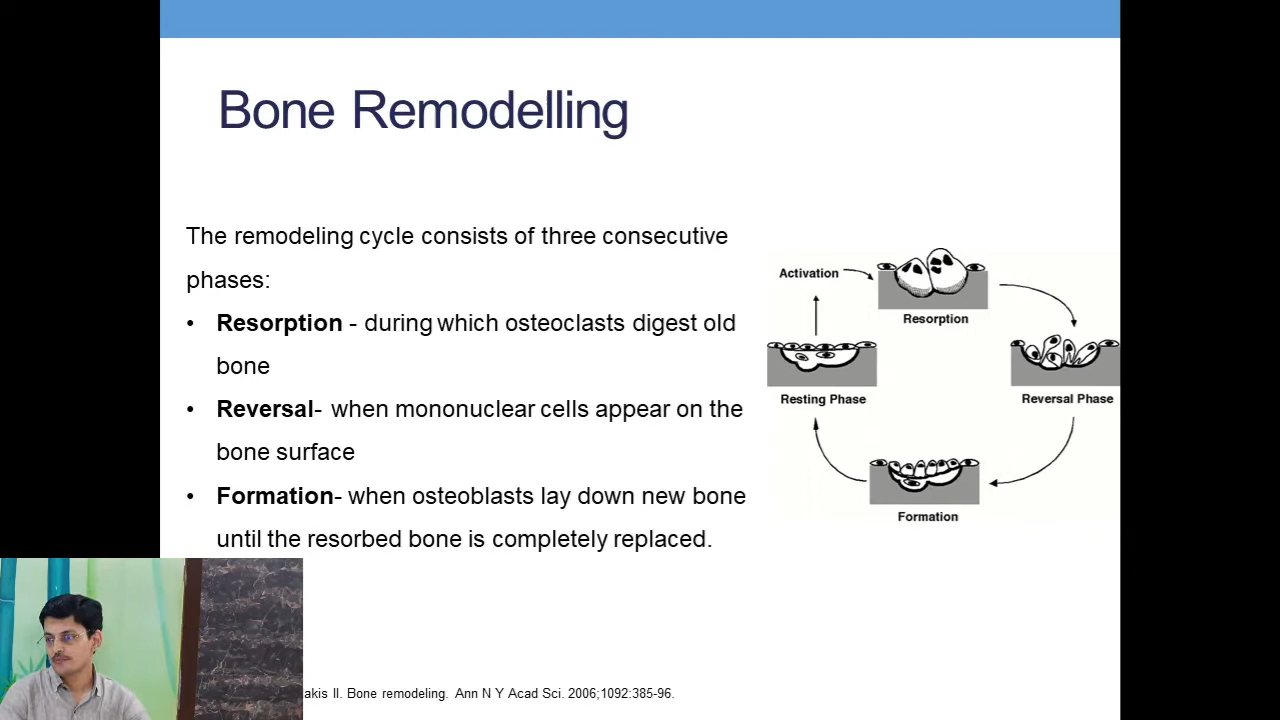 Bone Remodelling
The remodeling cycle consists of three consecutive
phases:
• Resorption - during which osteoclasts digest old
bone
• Reversal- when mononuclear cells appear on the
bone surface
• Formation- when osteoblasts lay down new bone
until the resorbed bone is completely replaced.
Activation
Resorption
Resting Phase
Reversal Phase
Formation
II. Bone remodeling. Ann N Y Acad Sci. 2006;1092:385-96.